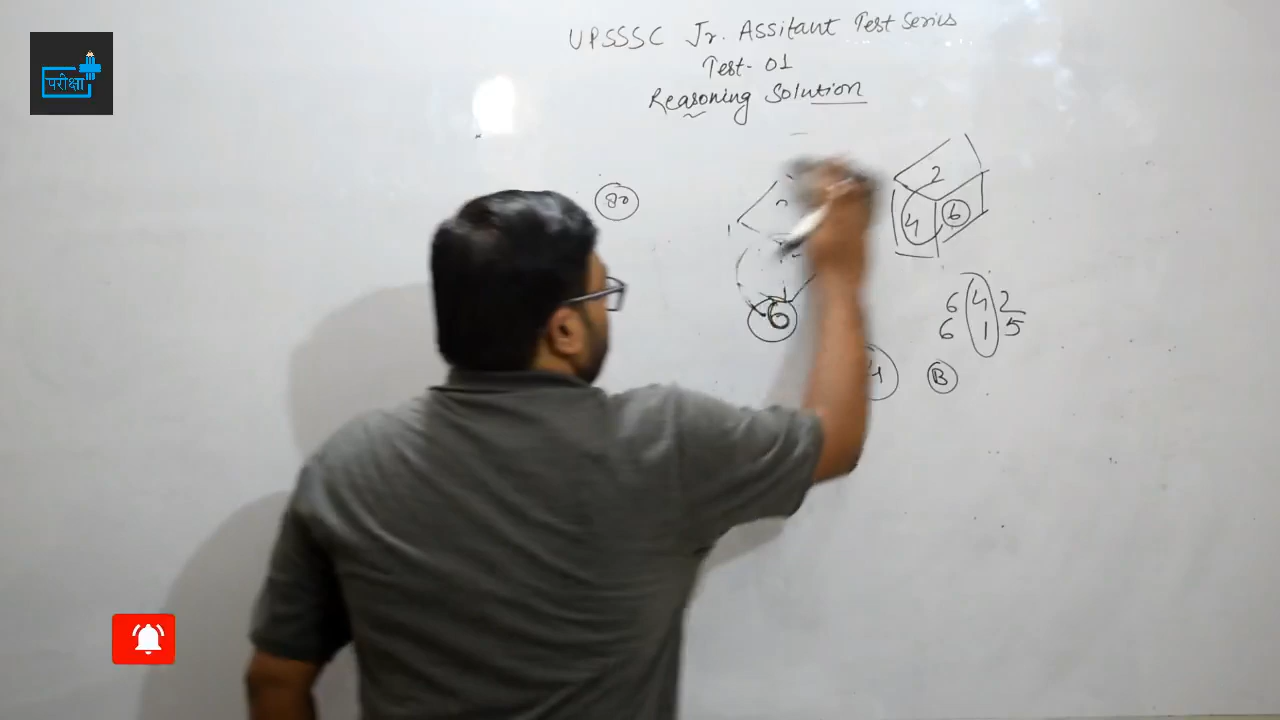 परीक्षा
UPSSSC Jr. Assitant Test Series
Test- 01
Reasoning Solution
80
2
4 6
6
6 4 2
6 1 5
4 B